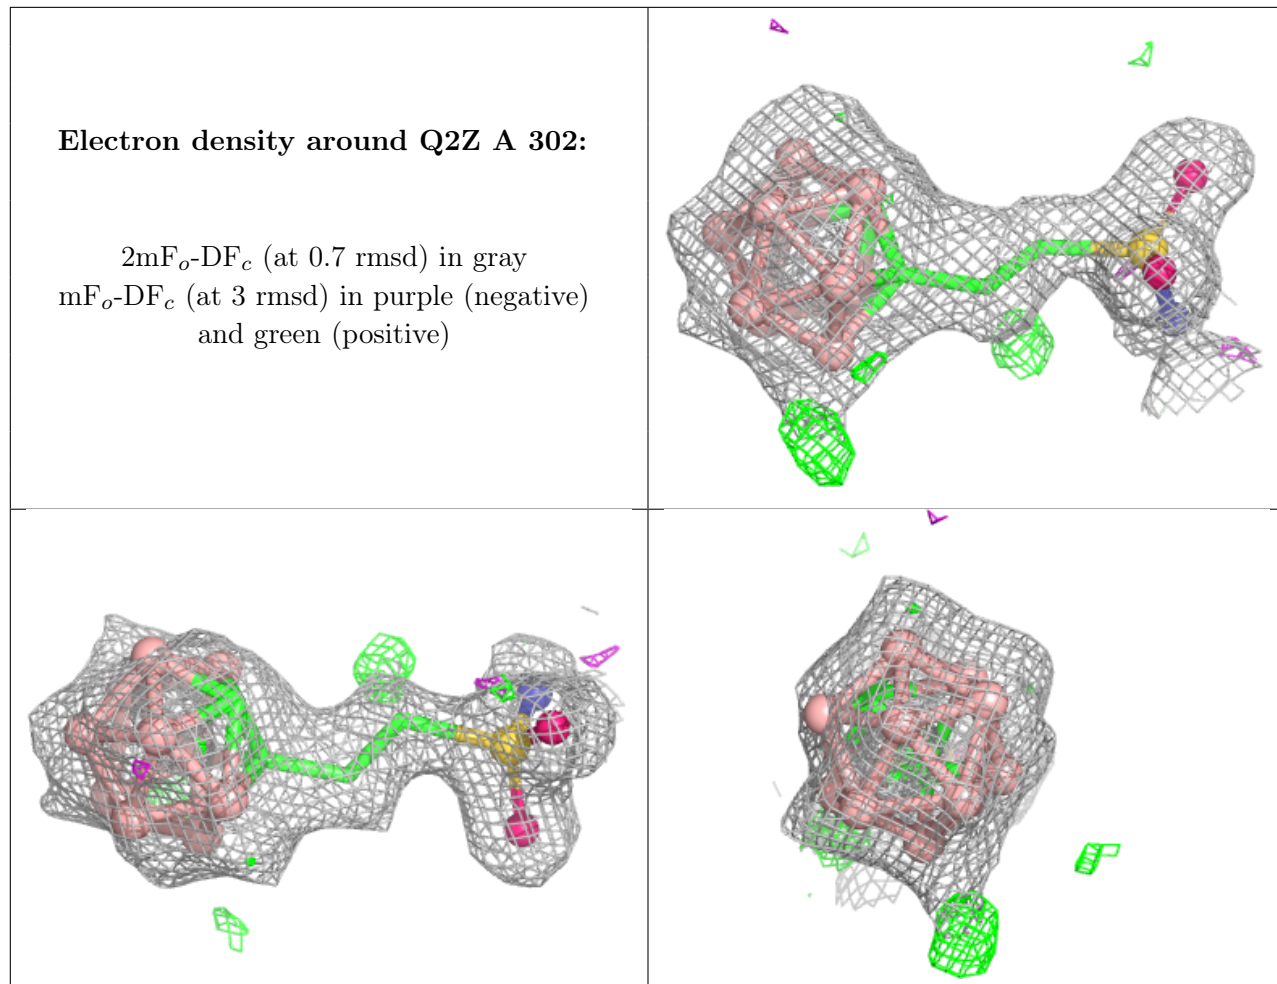 Electron density around Q2Z A 302:
2mFo-DFc (at 0.7 rmsd) in gray
mFo-DFc (at 3 rmsd) in purple (negative)
and green (positive)